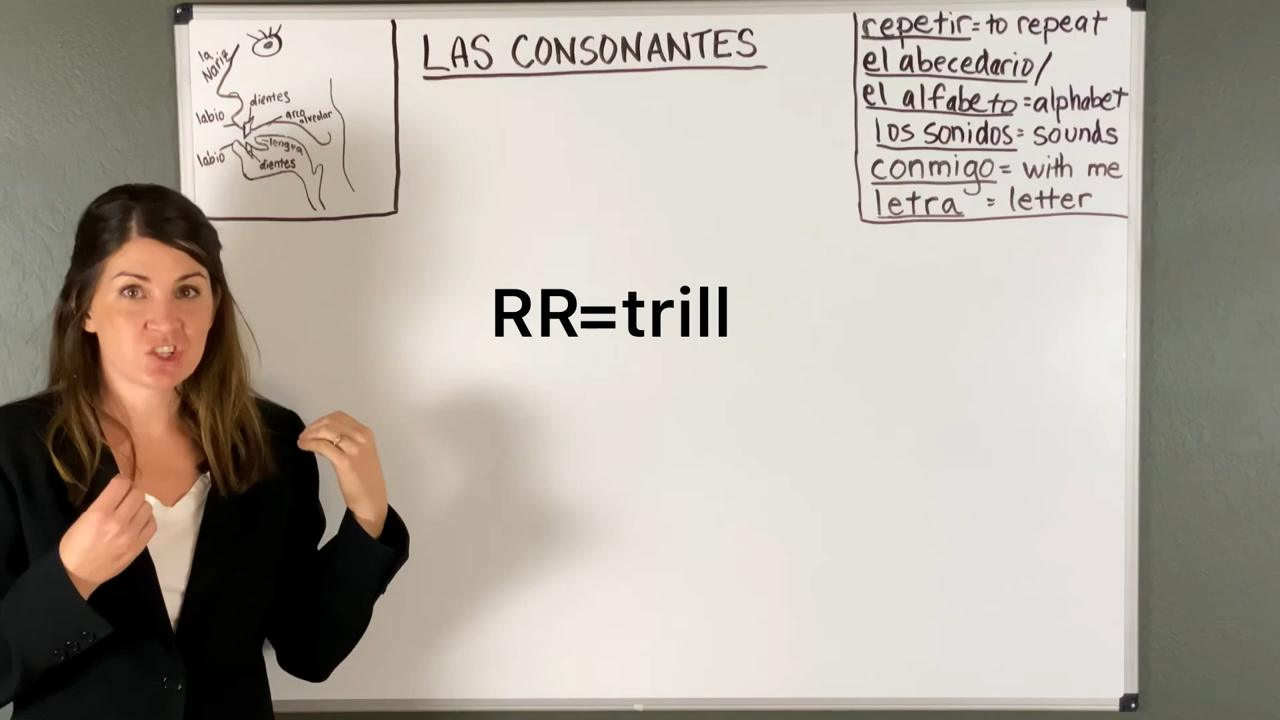 la
Nariz
dientes
labio
arco
alveolar
lengua
labio
dientes
LAS CONSONANTES
repetir = to repeat
el abecedario/
el alfabeto = alphabet
los sonidos = sounds
conmigo = with me
letra = letter
RR=trill